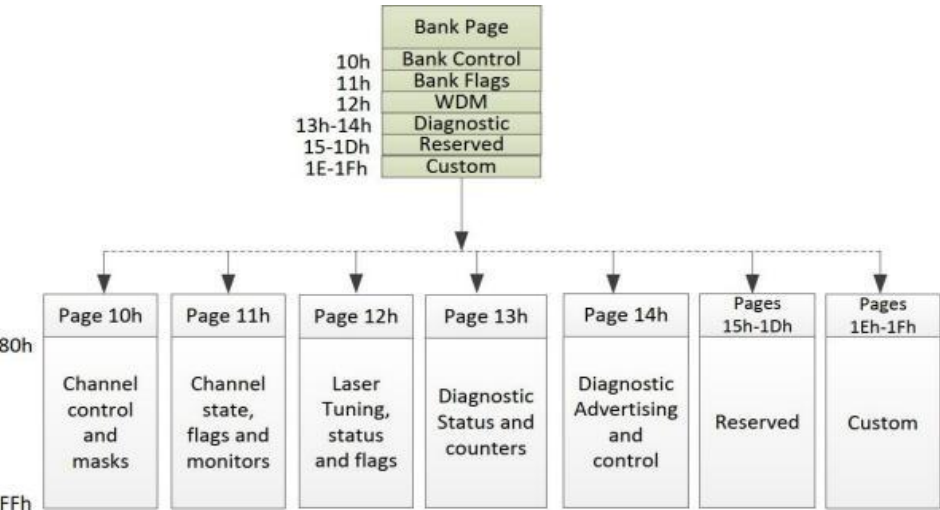 Bank Page
10h Bank Control
11h Bank Flags
12h WDM
13h-14h Diagnostic
15-1Dh Reserved
1E-1Fh Custom
Page 10h
Page 11h
Page 12h
Page 13h
Page 14h
Pages
15h-1Dh
Pages
1Eh-1Fh
80h
Channel
control
and
masks
Channel
state,
flags and
monitors
Laser
Tuning,
status
and flags
Diagnostic
Status and
counters
Diagnostic
Advertising
and
control
Reserved
Custom
FFh